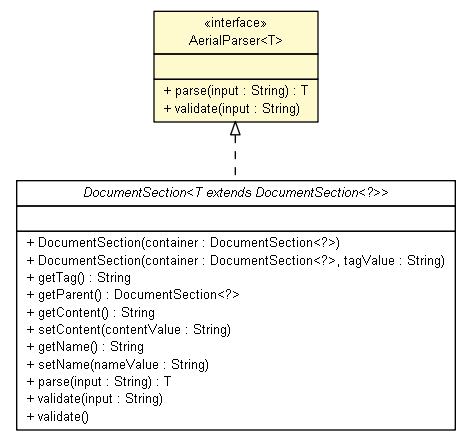 «interface»
AerialParser<T>
+ parse(input : String) : T
+ validate(input : String)
DocumentSection<T extends DocumentSection<?>>
+ DocumentSection(container : DocumentSection<?>)
+ DocumentSection(container : DocumentSection<?>, tagValue : String)
+ getTag() : String
+ getParent() : DocumentSection<?>
+ getContent() : String
+ setContent(contentValue : String)
+ getName() : String
+ setName(nameValue : String)
+ parse(input : String) : T
+ validate(input : String)
+ validate()